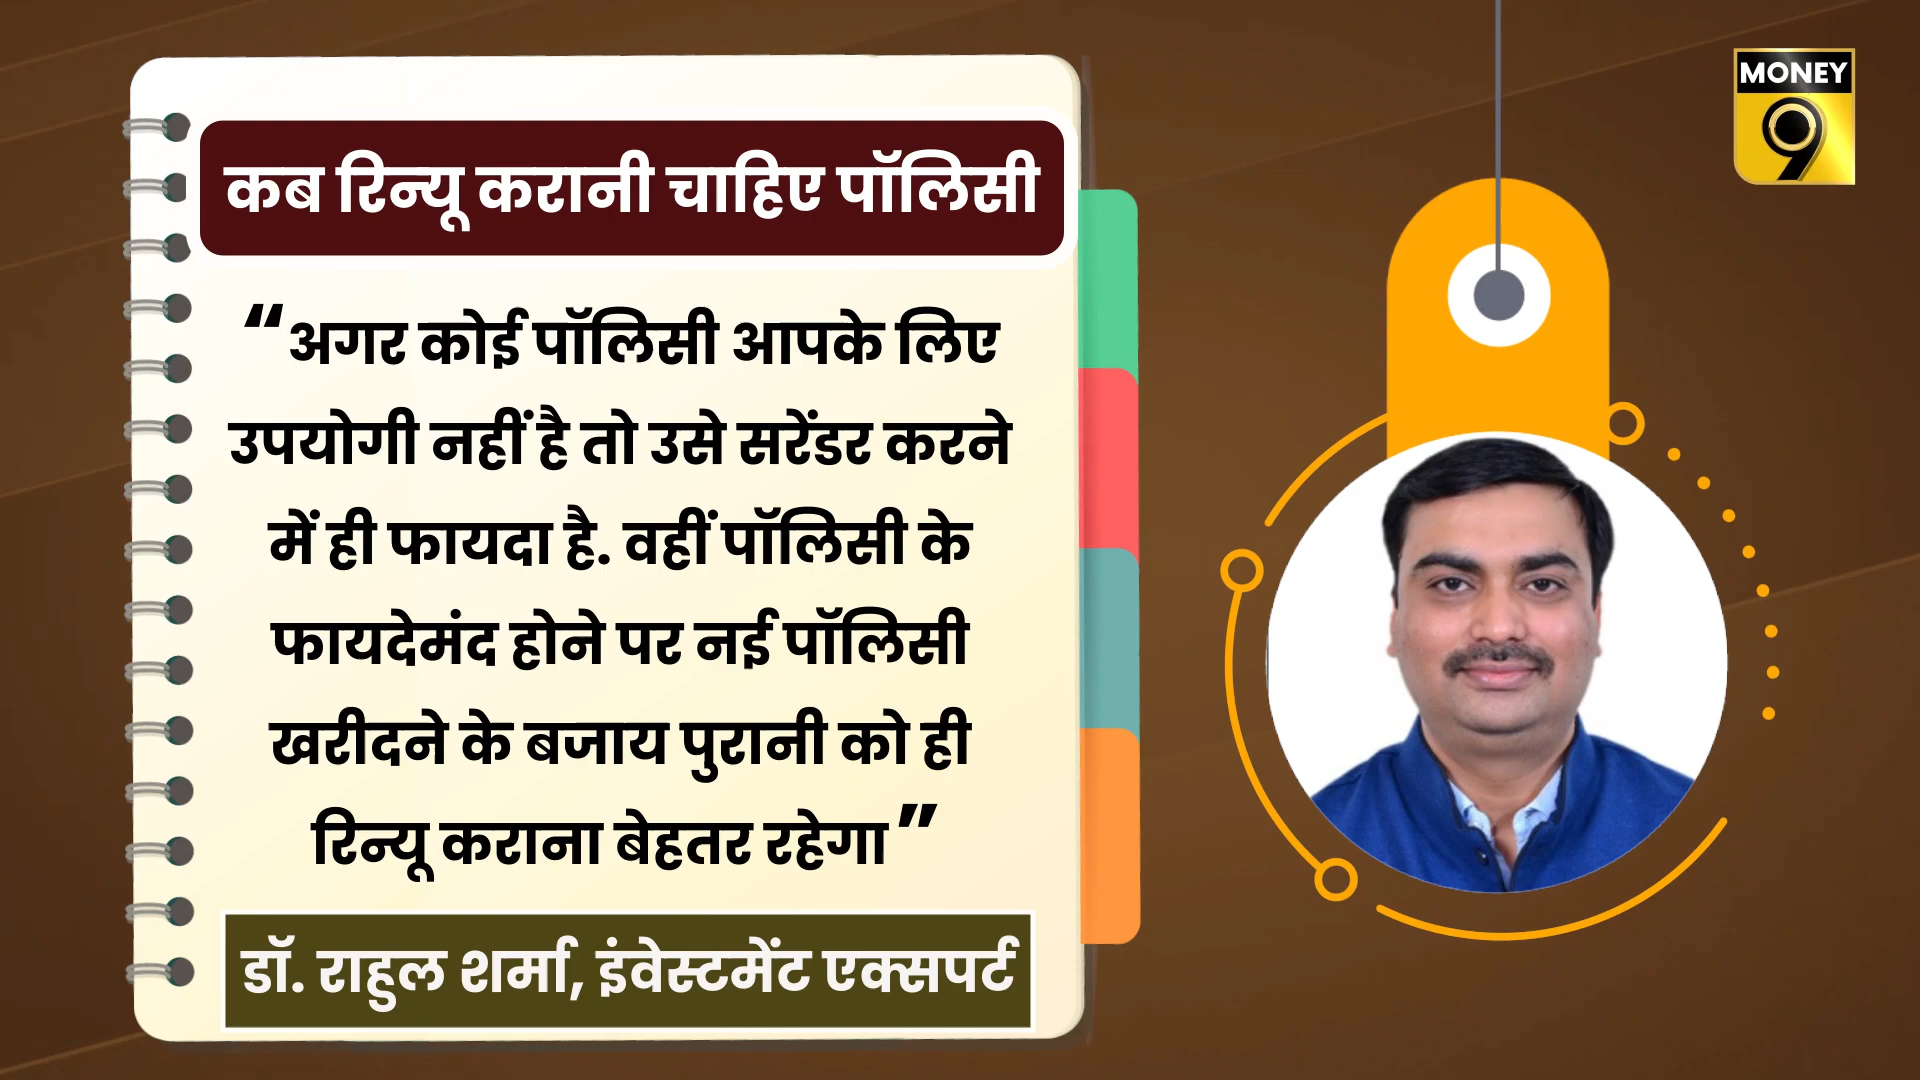 कब रिन्यू करानी चाहिए पॉलिसी
“अगर कोई पॉलिसी आपके लिए
उपयोगी नहीं है तो उसे सरेंडर करने
में ही फायदा है. वहीं पॉलिसी के
फायदेमंद होने पर नई पॉलिसी
खरीदने के बजाय पुरानी को ही
रिन्यू कराना बेहतर रहेगा”
डॉ. राहुल शर्मा, इंवेस्टमेंट एक्सपर्ट
MONEY
9